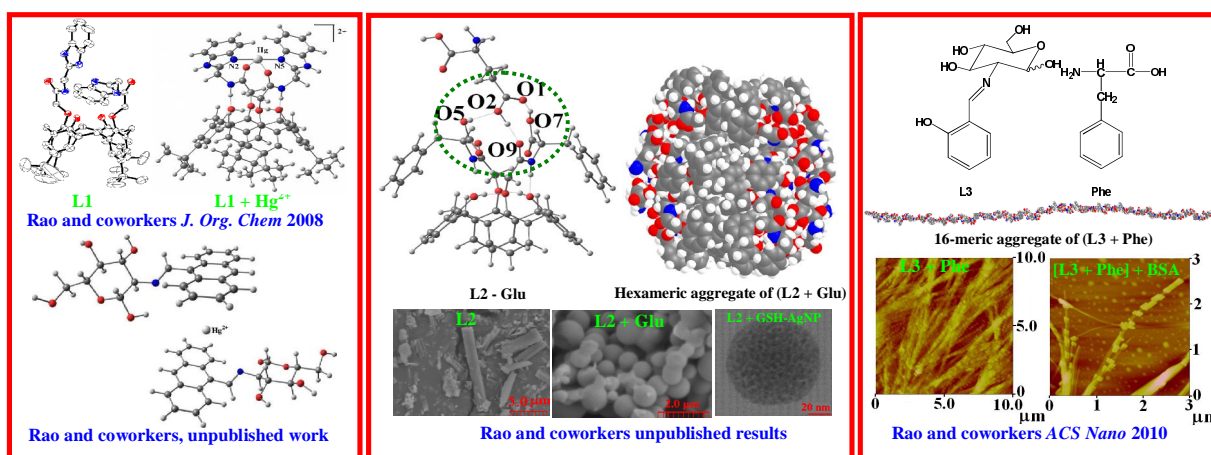 Hg
2−
N2
N5
L1
L1 + Hg2+
Rao and coworkers J. Org. Chem 2008
Hg2+
Rao and coworkers, unpublished work
O1
O2
O5
O7
O9
L2 - Glu
Hexameric aggregate of (L2 + Glu)
L2
L2 + Glu
L2 + GSH-AgNP
2.0 µm
20 nm
Rao and coworkers unpublished results
OH
HO
O
HO
HO
OH
N
HO
L3
H
O
H2N
C
C
OH
CH2
Phe
16-meric aggregate of (L3 + Phe)
L3 + Phe
10.0
5.0
0
0
5.0
10.0
µm
[L3 + Phe] + BSA
3
2
1
0
0
1
2
3
µm
Rao and coworkers ACS Nano 2010